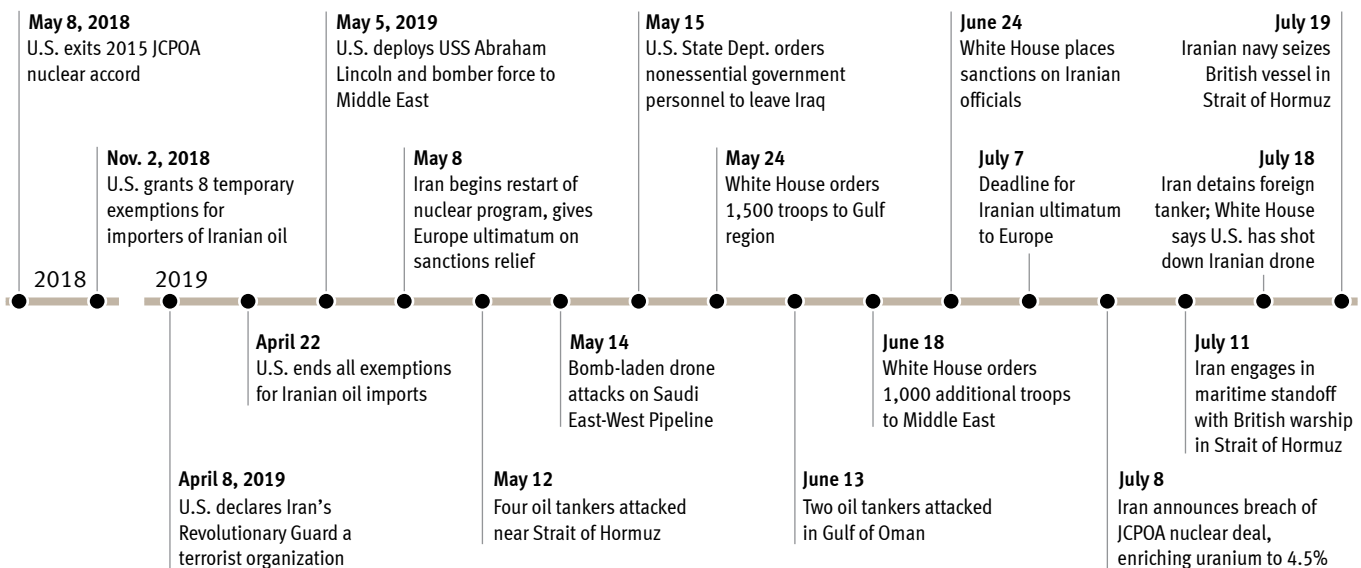 May 8, 2018
U.S. exits 2015 JCPOA
nuclear accord
Nov. 2, 2018
U.S. grants 8 temporary
exemptions for
importers of Iranian oil
2018
2019
April 8, 2019
U.S. declares Iran’s
Revolutionary Guard a
terrorist organization
April 22
U.S. ends all exemptions
for Iranian oil imports
May 5, 2019
U.S. deploys USS Abraham
Lincoln and bomber force to
Middle East
May 8
Iran begins restart of
nuclear program, gives
Europe ultimatum on
sanctions relief
May 12
Four oil tankers attacked
near Strait of Hormuz
May 14
Bomb-laden drone
attacks on Saudi
East-West Pipeline
May 15
U.S. State Dept. orders
nonessential government
personnel to leave Iraq
May 24
White House orders
1,500 troops to Gulf
region
June 13
Two oil tankers attacked
in Gulf of Oman
June 18
White House orders
1,000 additional troops
to Middle East
June 24
White House places
sanctions on Iranian
officials
July 7
Deadline for
Iranian ultimatum
to Europe
July 8
Iran announces breach of
JCPOA nuclear deal,
enriching uranium to 4.5%
July 11
Iran engages in
maritime standoff
with British warship
in Strait of Hormuz
July 18
Iran detains foreign
tanker; White House
says U.S. has shot
down Iranian drone
July 19
Iranian navy seizes
British vessel in
Strait of Hormuz